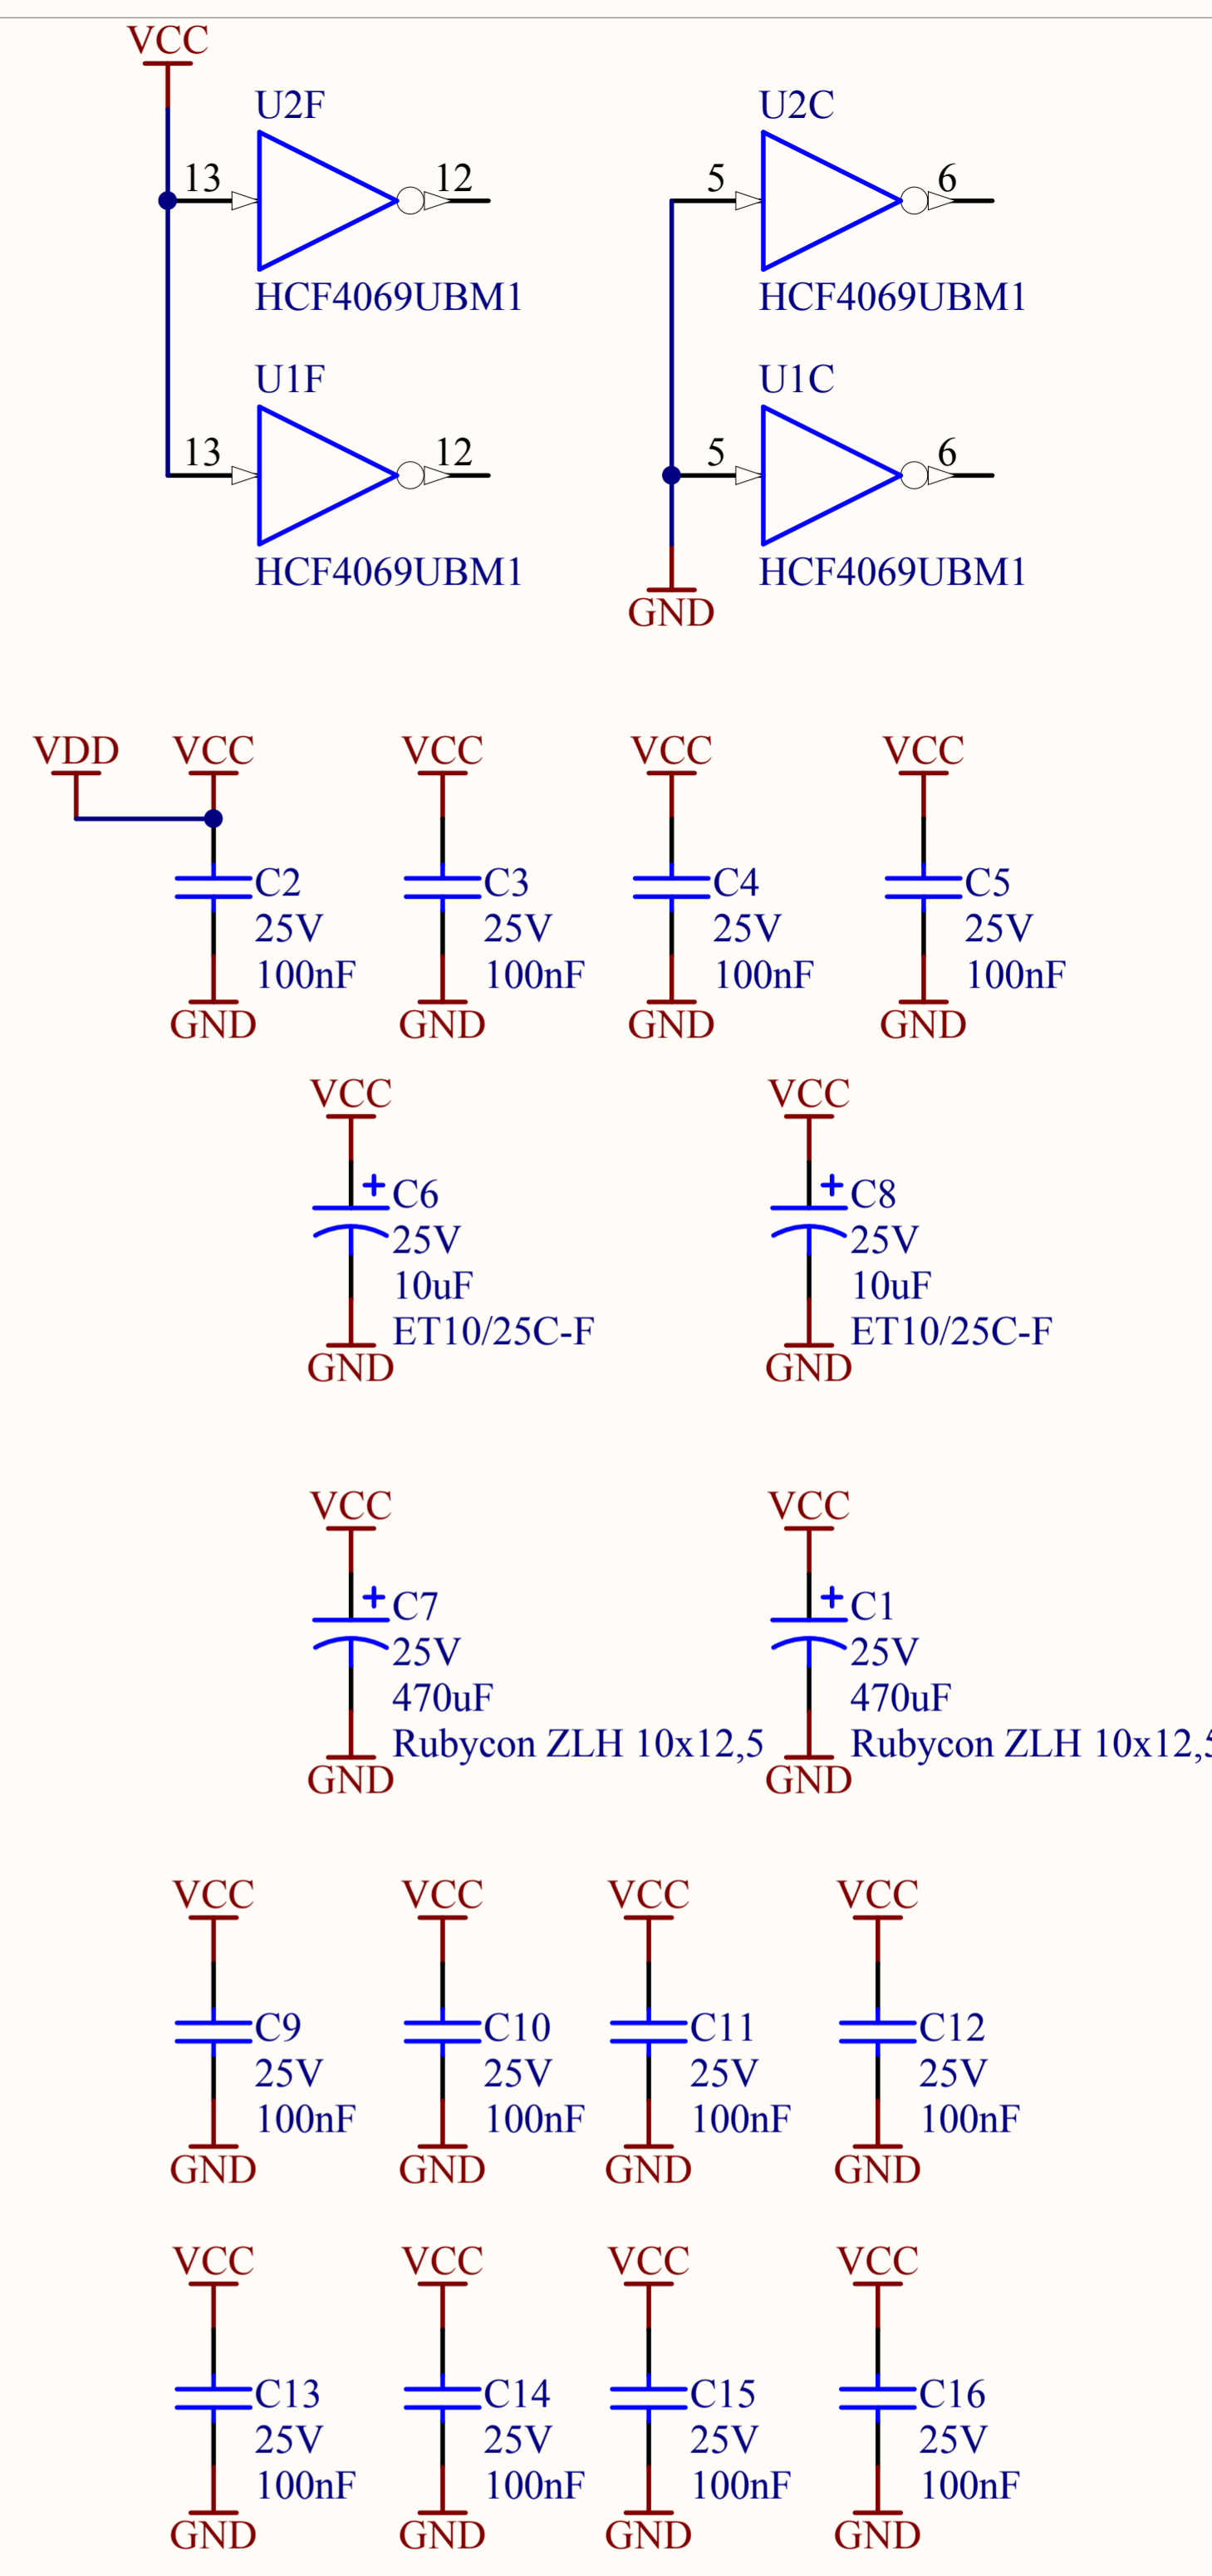 VCC
U2F
U2C
13
12
5
6
HCF4069UBM1
HCF4069UBM1
U1F
U1C
13
12
5
6
HCF4069UBM1
HCF4069UBM1
GND
VDD
VCC
VCC
VCC
VCC
C2
25V
100nF
GND
C3
25V
100nF
GND
C4
25V
100nF
GND
C5
25V
100nF
GND
VCC
C6
25V
10uF
ET10/25C-F
GND
VCC
C8
25V
10uF
ET10/25C-F
GND
VCC
C7
25V
470uF
Rubycon ZLH 10x12,5
GND
VCC
C1
25V
470uF
Rubycon ZLH 10x12,5
GND
VCC
C9
25V
100nF
GND
VCC
C10
25V
100nF
GND
VCC
C11
25V
100nF
GND
VCC
C12
25V
100nF
GND
VCC
C13
25V
100nF
GND
VCC
C14
25V
100nF
GND
VCC
C15
25V
100nF
GND
VCC
C16
25V
100nF
GND